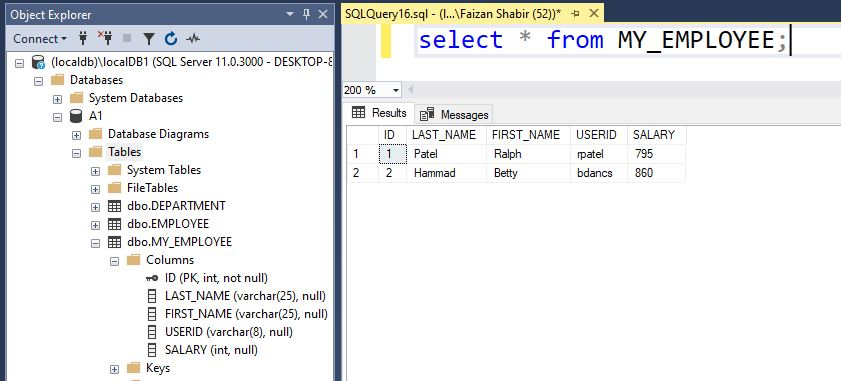 Object Explorer
Connect
(localdb)\localDB1 (SQL Server 11.0.3000 - DESKTOP-8
Databases
System Databases
A1
Database Diagrams
Tables
System Tables
FileTables
dbo.DEPARTMENT
dbo.EMPLOYEE
dbo.MY_EMPLOYEE
Columns
ID (PK, int, not null)
LAST_NAME (varchar(25), null)
FIRST_NAME (varchar(25), null)
USERID (varchar(8), null)
SALARY (int, null)
Keys
SQLQuery16.sql - (l...\Faizan Shabir (52))*
select * from MY_EMPLOYEE;
200 %
Results Messages
ID LAST_NAME FIRST_NAME USERID SALARY
1 1 Patel Ralph rpatel 795
2 2 Hammad Betty bdancs 860